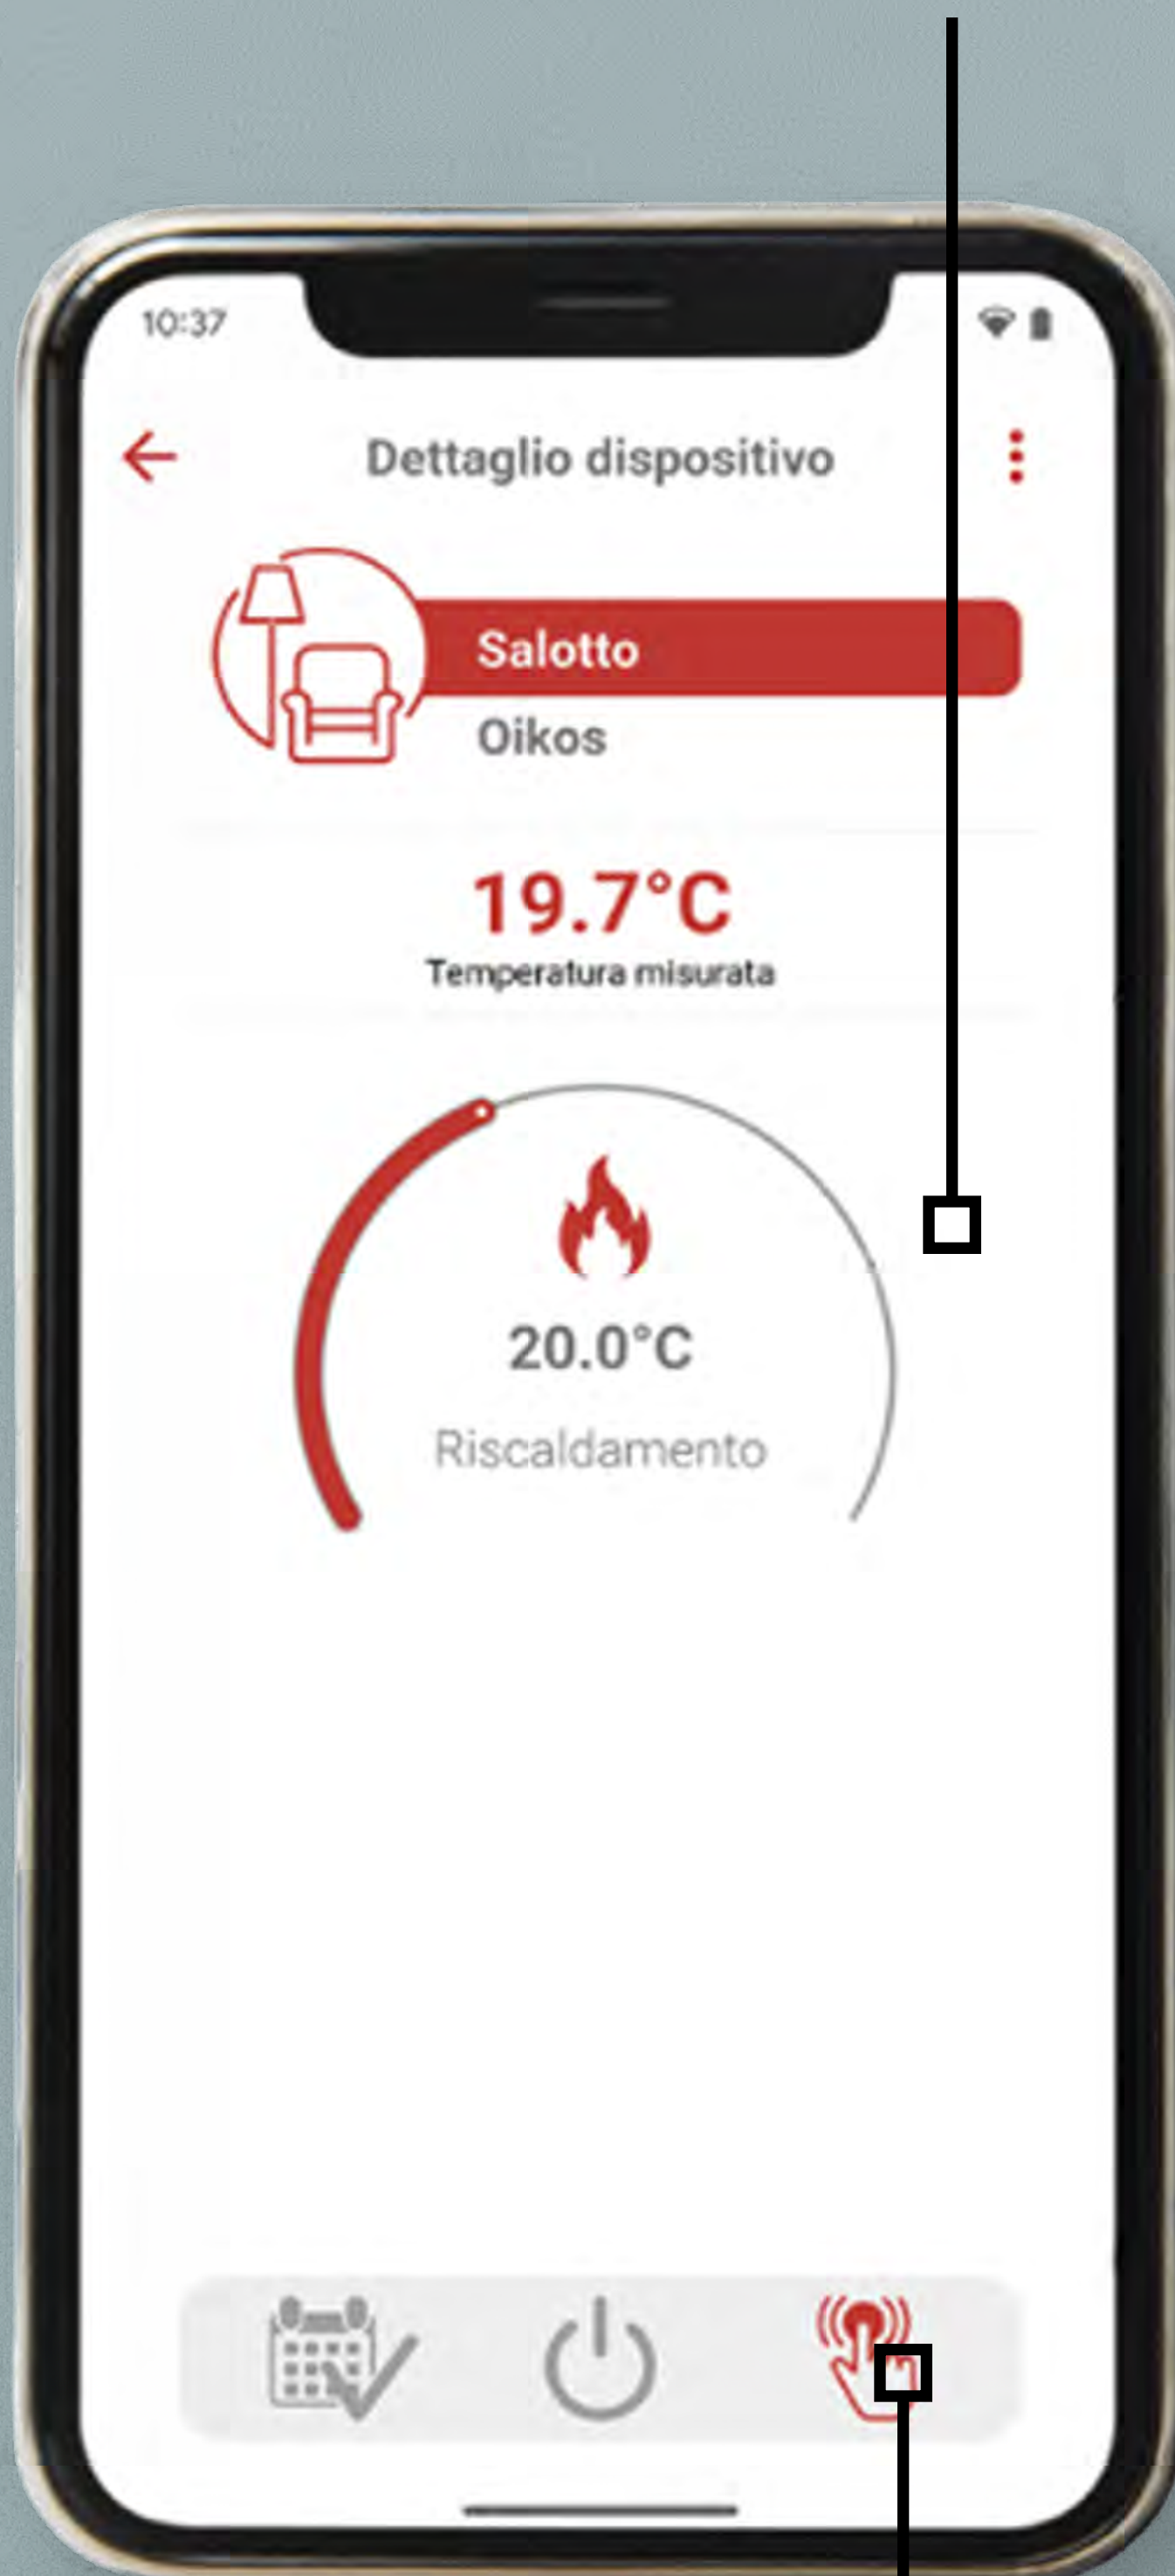 10:37
Dettaglio dispositivo
Salotto
Oikos
19.7°C
Temperatura misurata
20.0°C
Riscaldamento